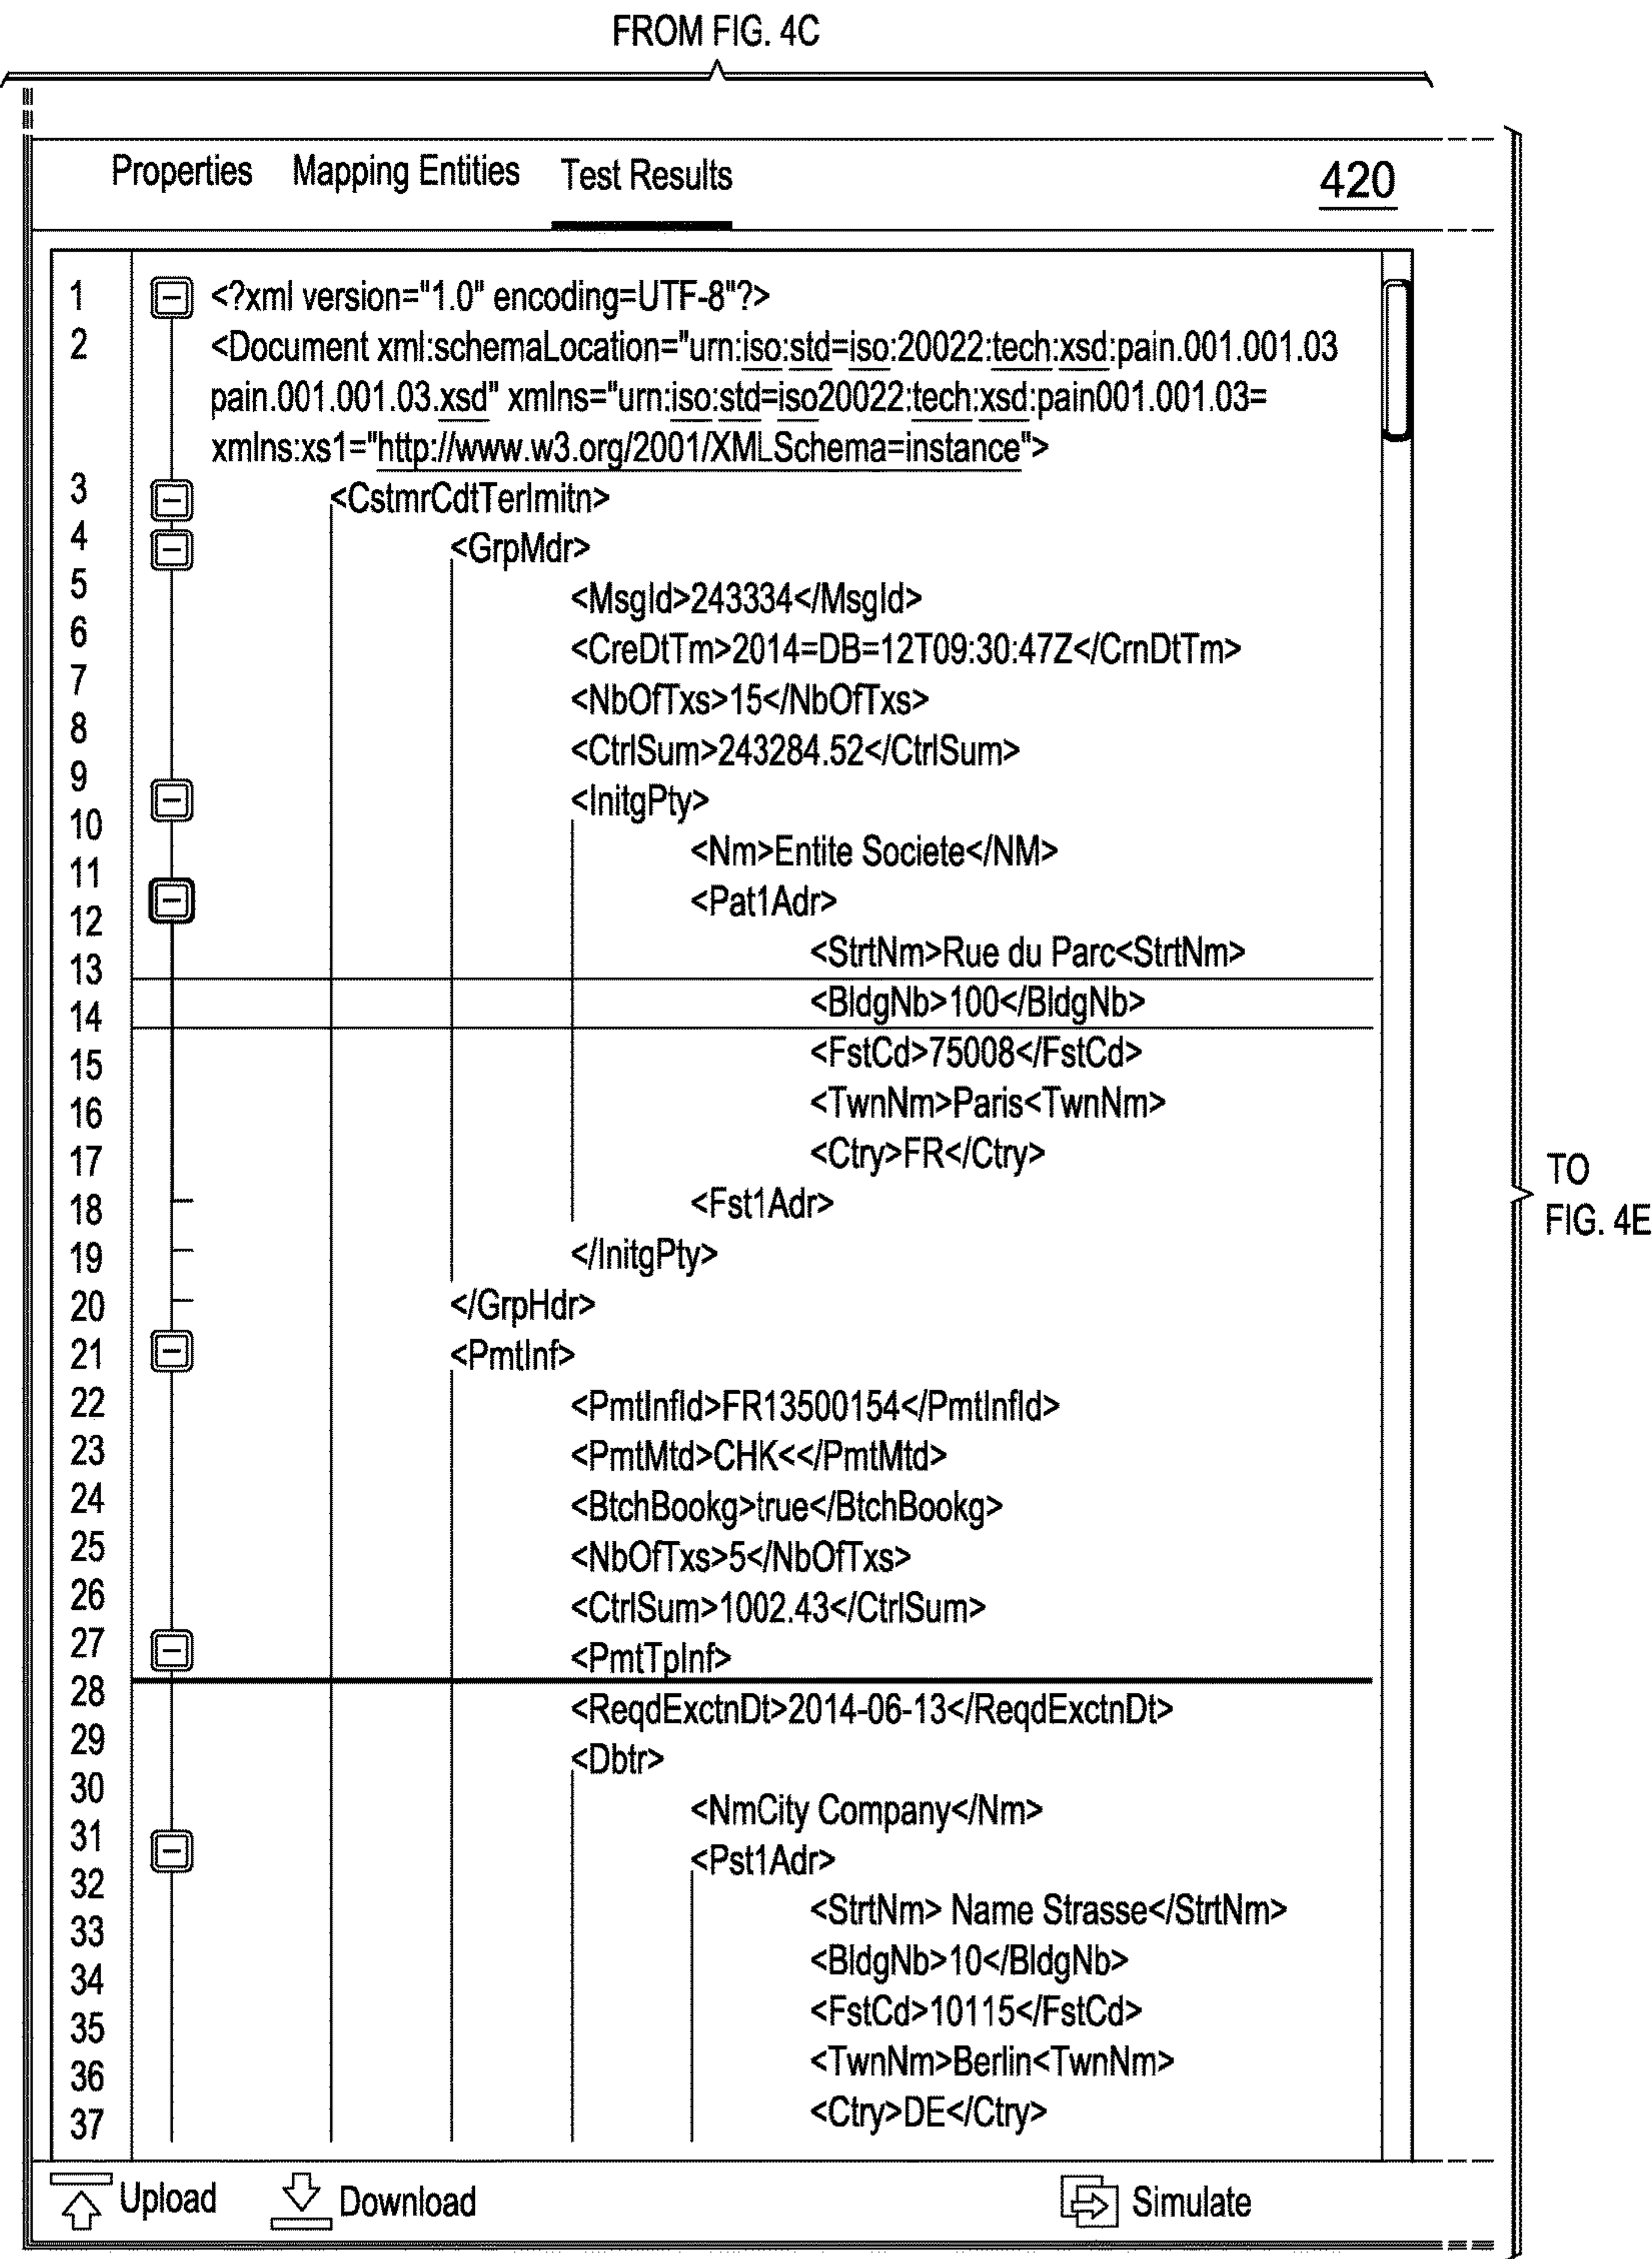 FROM FIG. 4C
Properties Mapping Entities Test Results 420
1 <?xml version="1.0" encoding=UTF-8"?>
2 <Document xml:schemaLocation="urn:iso:std=iso:20022:tech:xsd:pain.001.001.03
pain.001.001.03.xsd" xmlns="urn:iso:std=iso20022:tech:xsd:pain001.001.03=
xmlns:xs1="http://www.w3.org/2001/XMLSchema=instance">
3 <CstmrCdtTerImitn>
4 <GrpMdr>
5 <MsgId>243334</MsgId>
6 <CreDtTm>2014=DB=12T09:30:47Z</CrnDtTm>
7 <NbOfTxs>15</NbOfTxs>
8 <CtrlSum>243284.52</CtrlSum>
9 <InitgPty>
10 <Nm>Entite Societe</NM>
11 <Pat1Adr>
12 <StrtNm>Rue du Parc<StrtNm>
13 <BldgNb>100</BldgNb>
14 <FstCd>75008</FstCd>
15 <TwnNm>Paris<TwnNm>
16 <Ctry>FR</Ctry>
17
18 <Fst1Adr>
19 </InitgPty>
20 </GrpHdr>
21 <PmtInf>
22 <PmtInfId>FR13500154</PmtInfId>
23 <PmtMtd>CHK<</PmtMtd>
24 <BtchBookg>true</BtchBookg>
25 <NbOfTxs>5</NbOfTxs>
26 <CtrlSum>1002.43</CtrlSum>
27 <PmtTpInf>
28 <ReqdExctnDt>2014-06-13</ReqdExctnDt>
29 <Dbtr>
30 <NmCity Company</Nm>
31 <Pst1Adr>
32 <StrtNm> Name Strasse</StrtNm>
33 <BldgNb>10</BldgNb>
34 <FstCd>10115</FstCd>
35 <TwnNm>Berlin<TwnNm>
36 <Ctry>DE</Ctry>
37
TO
FIG. 4E
Upload Download Simulate